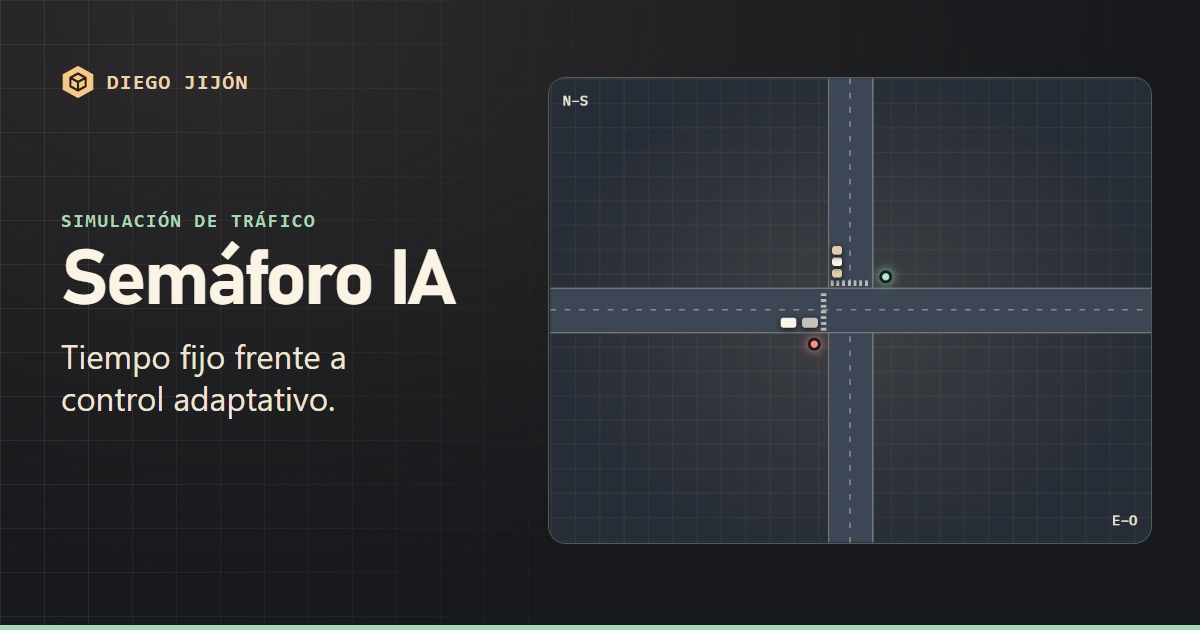 DIEGO JIJÓN
SIMULACIÓN DE TRÁFICO
Semáforo IA
Tiempo fijo frente a
control adaptativo.
N–S
E–O